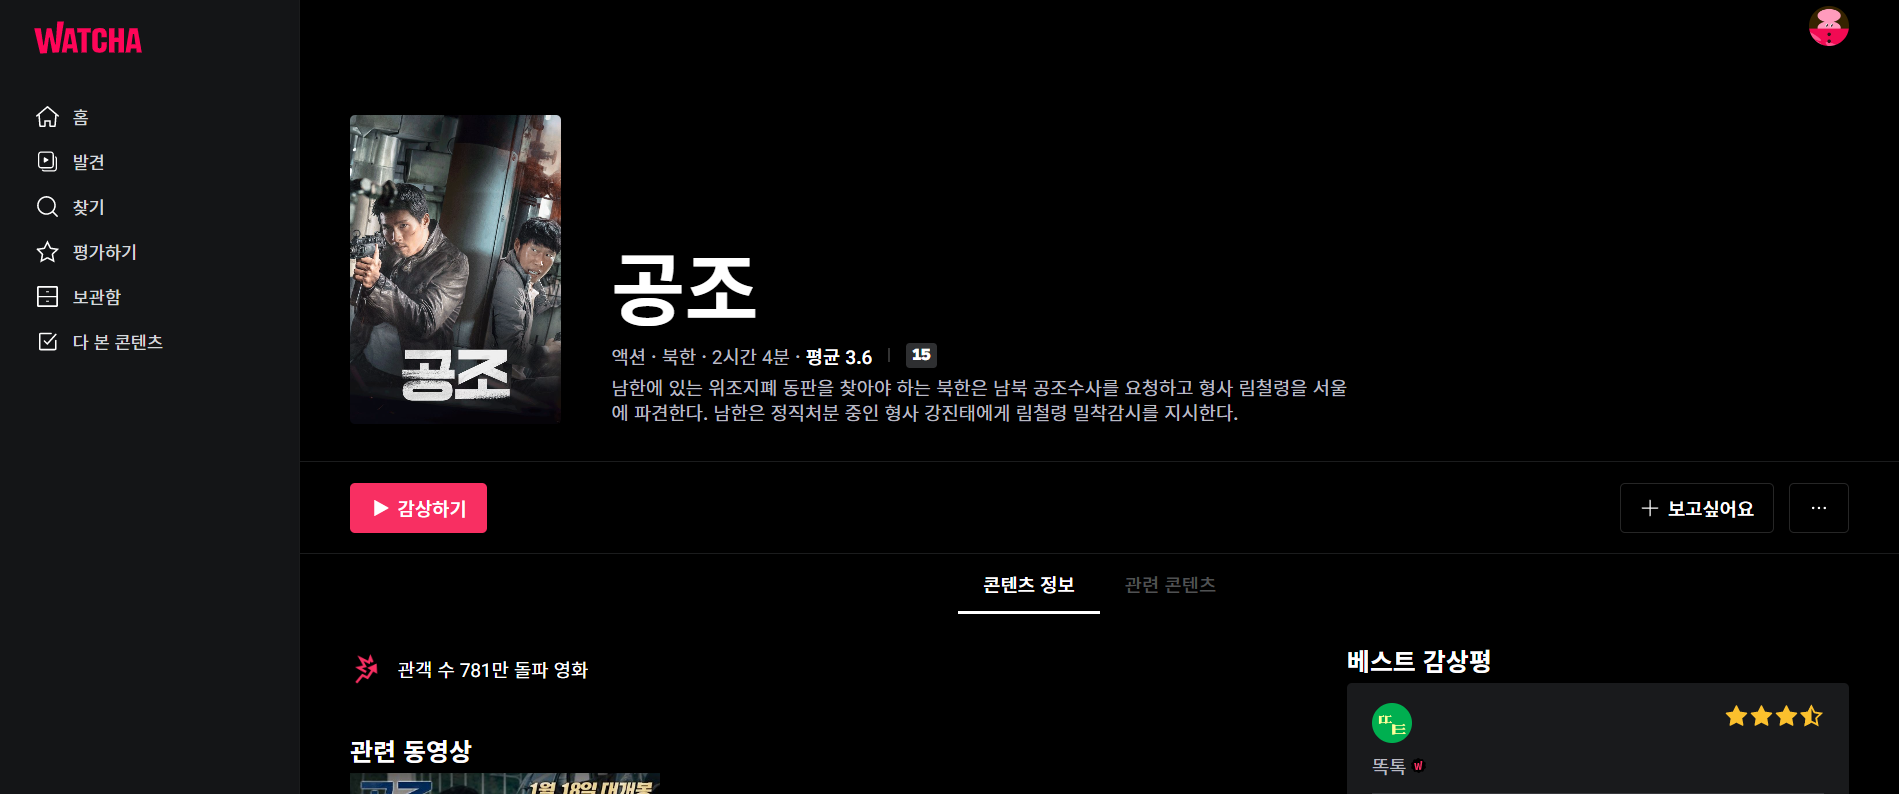 WATCHA
홈
발견
찾기
평가하기
보관함
다 본 콘텐츠
공조
공조
액션 · 북한 · 2시간 4분 · 평균 3.6
15
남한에 있는 위조지폐 동판을 찾아야 하는 북한은 남북 공조수사를 요청하고 형사 림철령을 서울
에 파견한다. 남한은 정직처분 중인 형사 강진태에게 림철령 밀착감시를 지시한다.
감상하기
보고싶어요
콘텐츠 정보
관련 콘텐츠
관객 수 781만 돌파 영화
베스트 감상평
또트
똑톡 W
관련 동영상
공조
1월 18일 대개봉